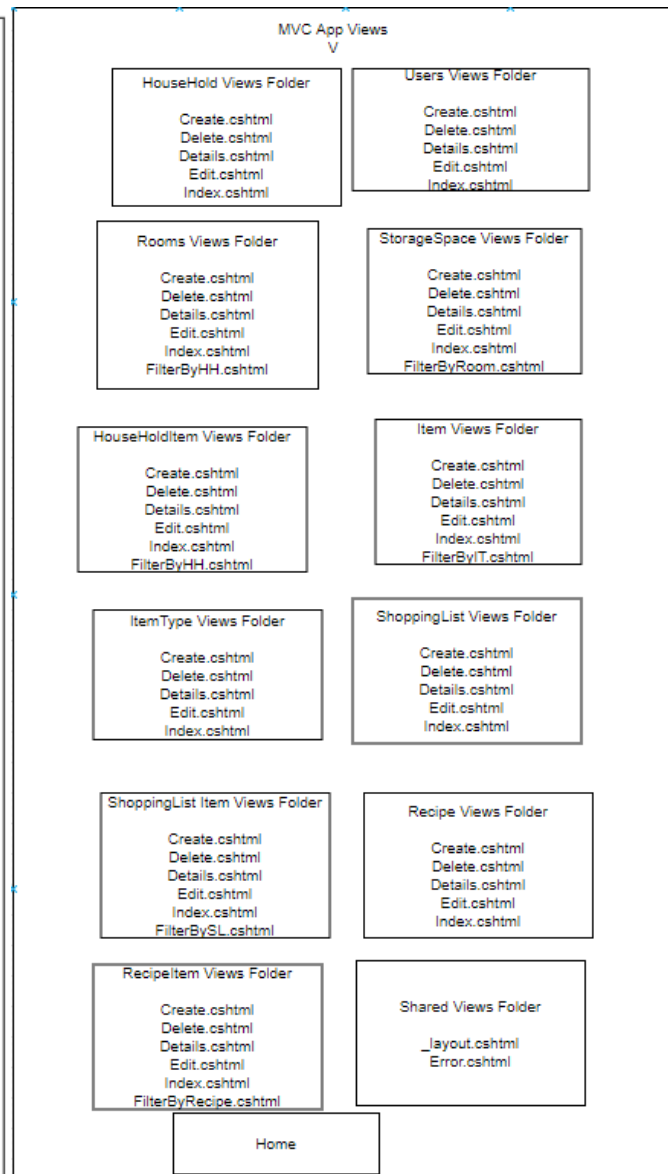 MVC App Views
V
HouseHold Views Folder
Create.cshtml
Delete.cshtml
Details.cshtml
Edit.cshtml
Index.cshtml
Users Views Folder
Create.cshtml
Delete.cshtml
Details.cshtml
Edit.cshtml
Index.cshtml
Rooms Views Folder
Create.cshtml
Delete.cshtml
Details.cshtml
Edit.cshtml
Index.cshtml
FilterByHH.cshtml
StorageSpace Views Folder
Create.cshtml
Delete.cshtml
Details.cshtml
Edit.cshtml
Index.cshtml
FilterByRoom.cshtml
HouseHoldItem Views Folder
Create.cshtml
Delete.cshtml
Details.cshtml
Edit.cshtml
Index.cshtml
FilterByHH.cshtml
Item Views Folder
Create.cshtml
Delete.cshtml
Details.cshtml
Edit.cshtml
Index.cshtml
FilterByIT.cshtml
ItemType Views Folder
Create.cshtml
Delete.cshtml
Details.cshtml
Edit.cshtml
Index.cshtml
ShoppingList Views Folder
Create.cshtml
Delete.cshtml
Details.cshtml
Edit.cshtml
Index.cshtml
ShoppingList Item Views Folder
Create.cshtml
Delete.cshtml
Details.cshtml
Edit.cshtml
Index.cshtml
FilterBySL.cshtml
Recipe Views Folder
Create.cshtml
Delete.cshtml
Details.cshtml
Edit.cshtml
Index.cshtml
RecipeItem Views Folder
Create.cshtml
Delete.cshtml
Details.cshtml
Edit.cshtml
Index.cshtml
FilterByRecipe.cshtml
Shared Views Folder
_layout.cshtml
Error.cshtml
Home